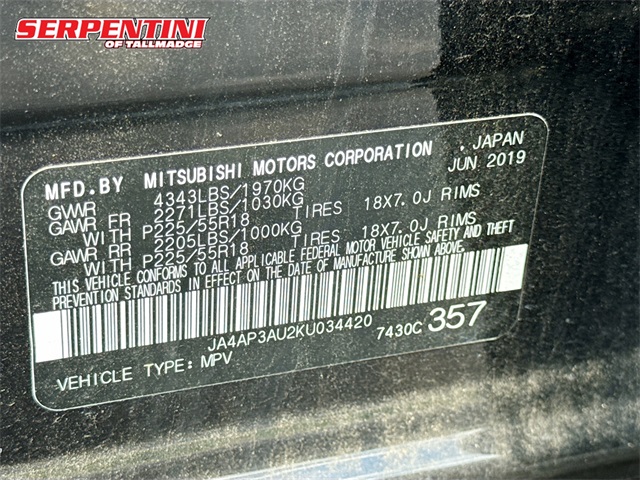 SERPENTINI
OF TALLMADGE
MFD.BY MITSUBISHI MOTORS CORPORATION . JAPAN
GVWR 4343LBS/1970KG JUN 2019
GAWR FR 2271LBS/1030KG
WITH P225/55R18 TIRES 18X7.0J RIMS
GAWR RR 2205LBS/1000KG
WITH P225/55R18 TIRES 18X7.0J RIMS
THIS VEHICLE CONFORMS TO ALL APPLICABLE FEDERAL MOTOR VEHICLE SAFETY AND THEFT
PREVENTION STANDARDS IN EFFECT ON THE DATE OF MANUFACTURE SHOWN ABOVE.
JA4AP3AU2KU034420 7430C 357
VEHICLE TYPE: MPV